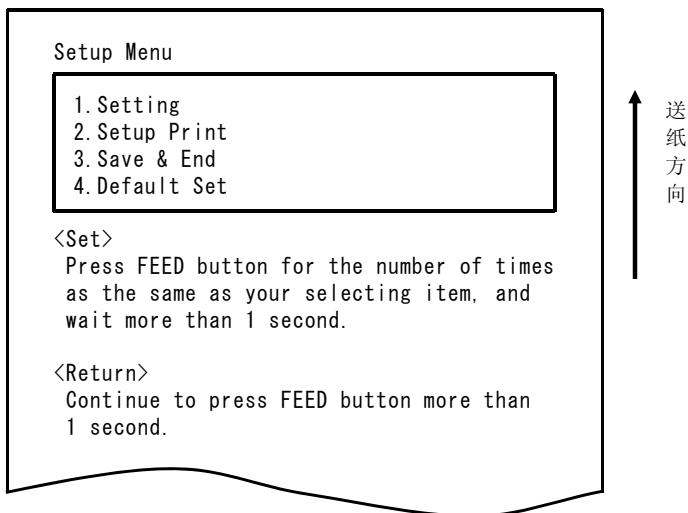 Setup Menu
1.Setting
2.Setup Print
3.Save & End
4.Default Set
<Set>
Press FEED button for the number of times
as the same as your selecting item, and
wait more than 1 second.
<Return>
Continue to press FEED button more than
1 second.
送纸方向